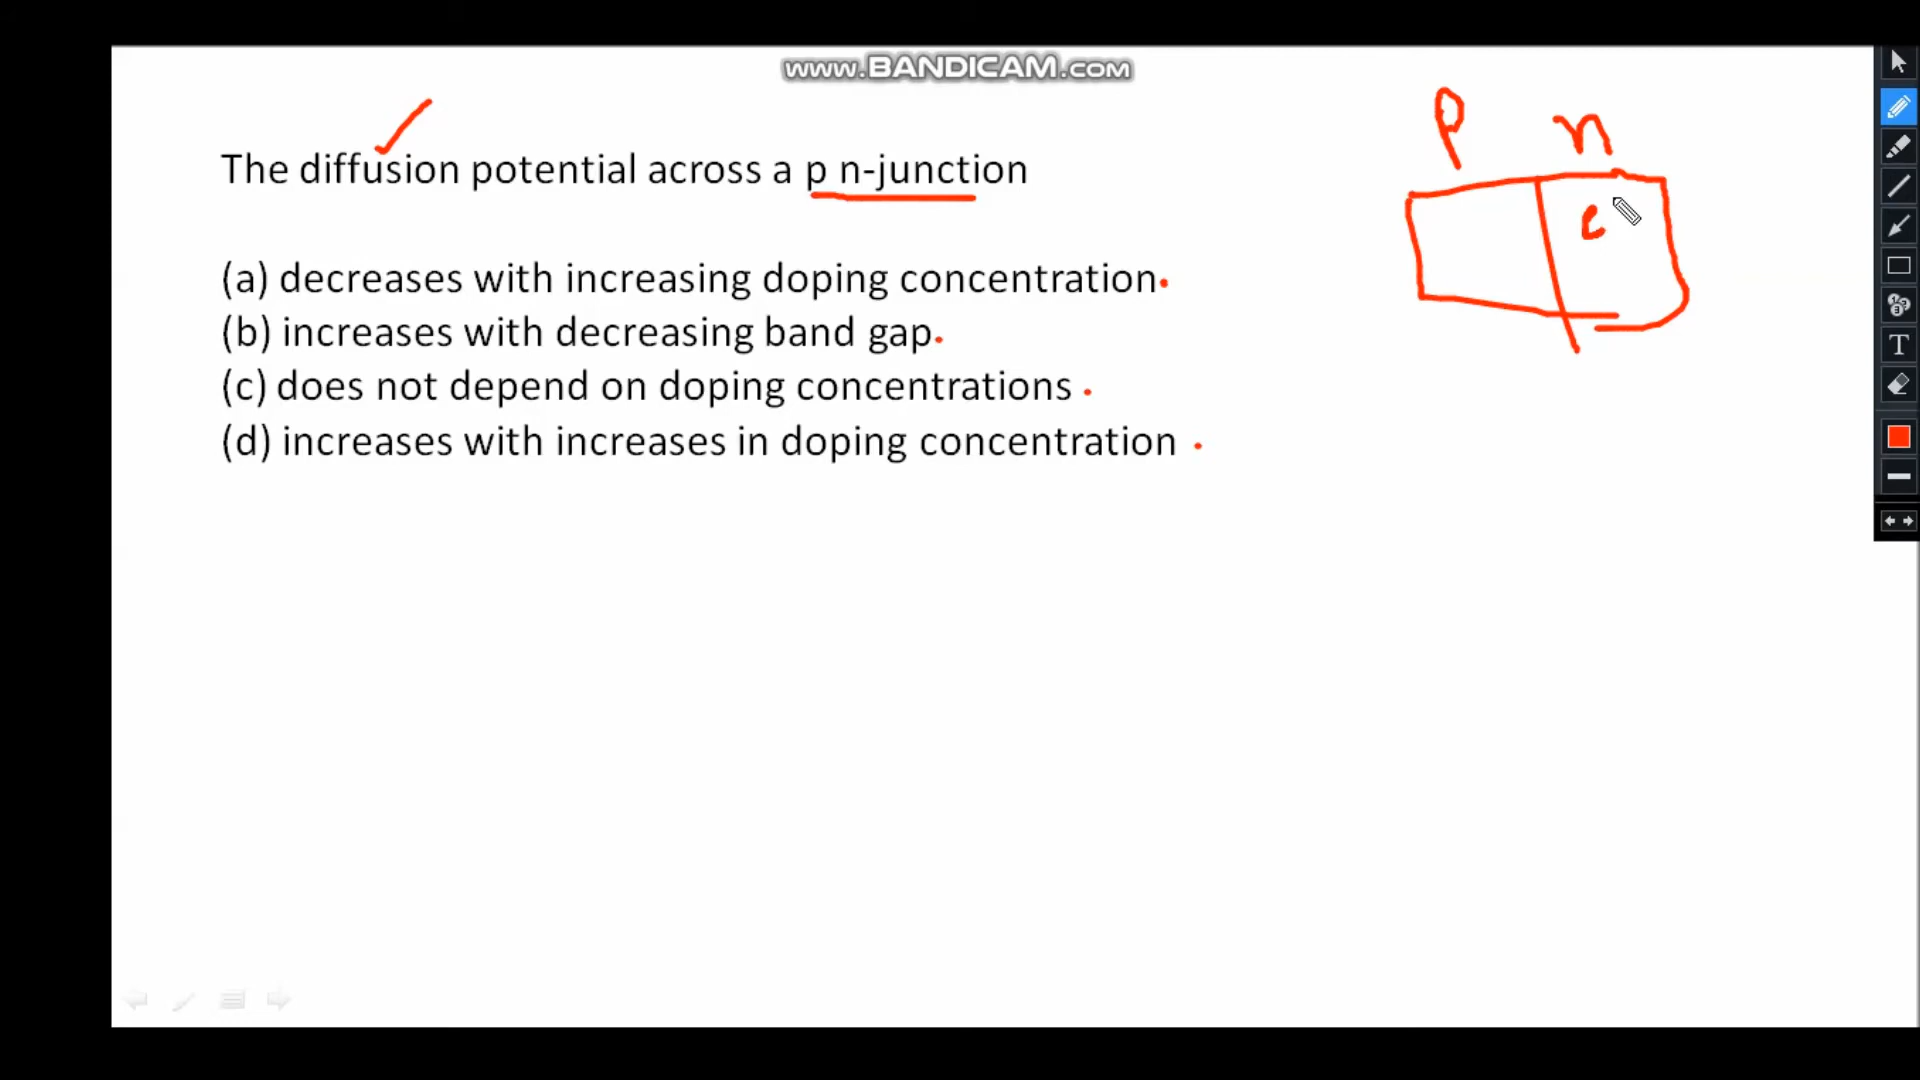 www.BANDICAM.com
p n
The diffusion potential across a p n-junction
e
(a) decreases with increasing doping concentration
(b) increases with decreasing band gap
(c) does not depend on doping concentrations
(d) increases with increases in doping concentration
T